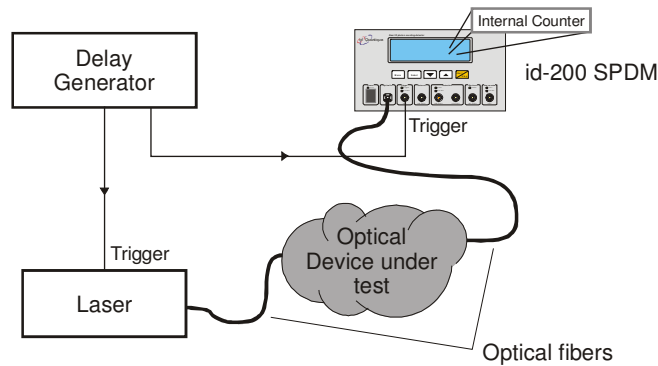 Internal Counter
Delay
Generator
id-200 SPDM
Trigger
Trigger
Optical
Device under
test
Laser
Optical fibers